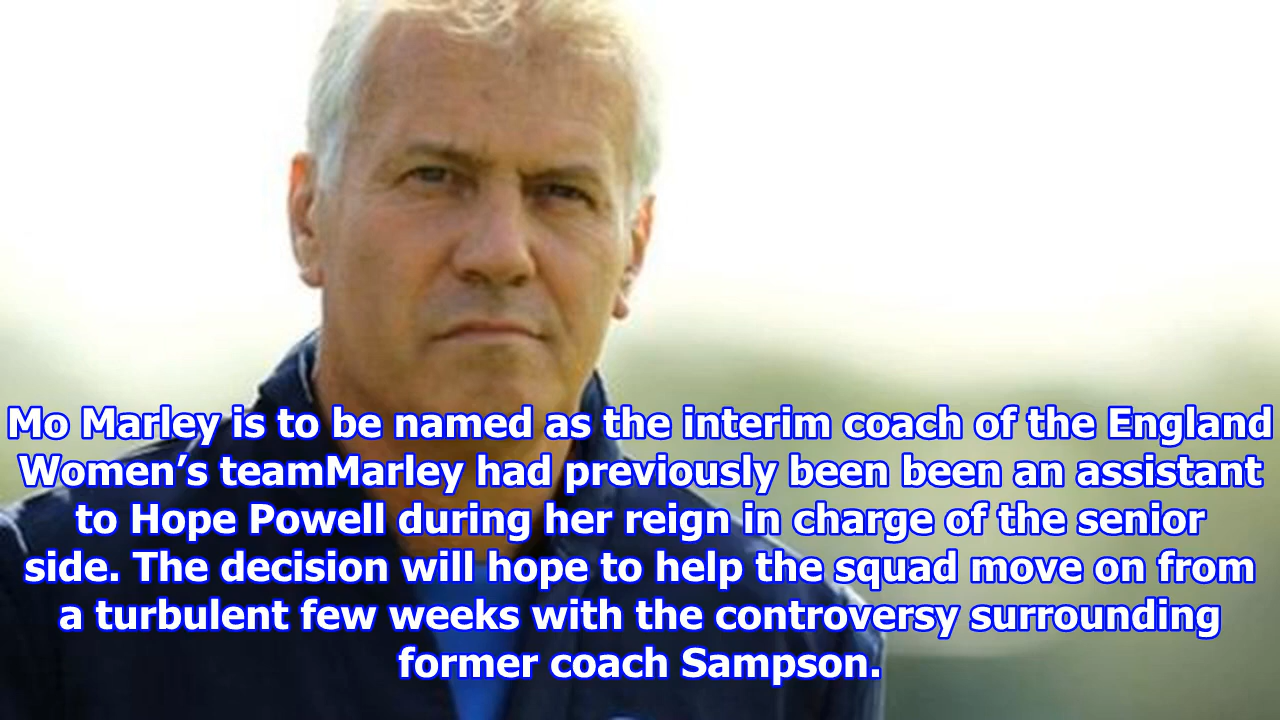 Mo Marley is to be named as the interim coach of the England
Women’s teamMarley had previously been been an assistant
to Hope Powell during her reign in charge of the senior
side. The decision will hope to help the squad move on from
a turbulent few weeks with the controversy surrounding
former coach Sampson.